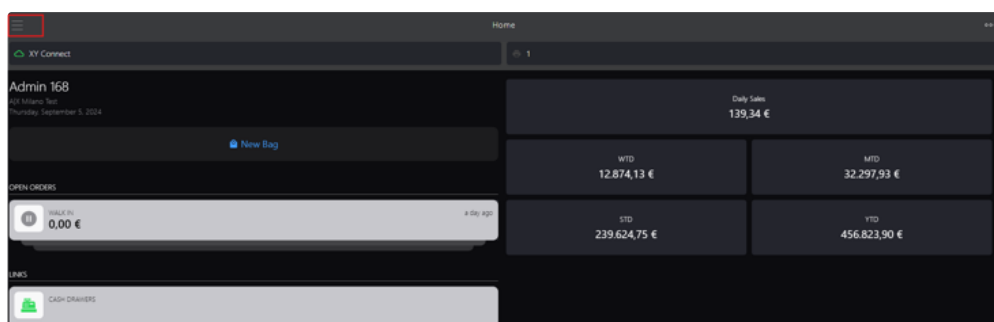 Home
XY Connect
1
Admin 168
A|X Milano Test
Thursday, September 5, 2024
New Bag
OPEN ORDERS
WALK IN
a day ago
0,00 €
LINKS
CASH DRAWERS
Daily Sales
139,34 €
WTD
12.874,13 €
MTD
32.297,93 €
STD
239.624,75 €
YTD
456.823,90 €